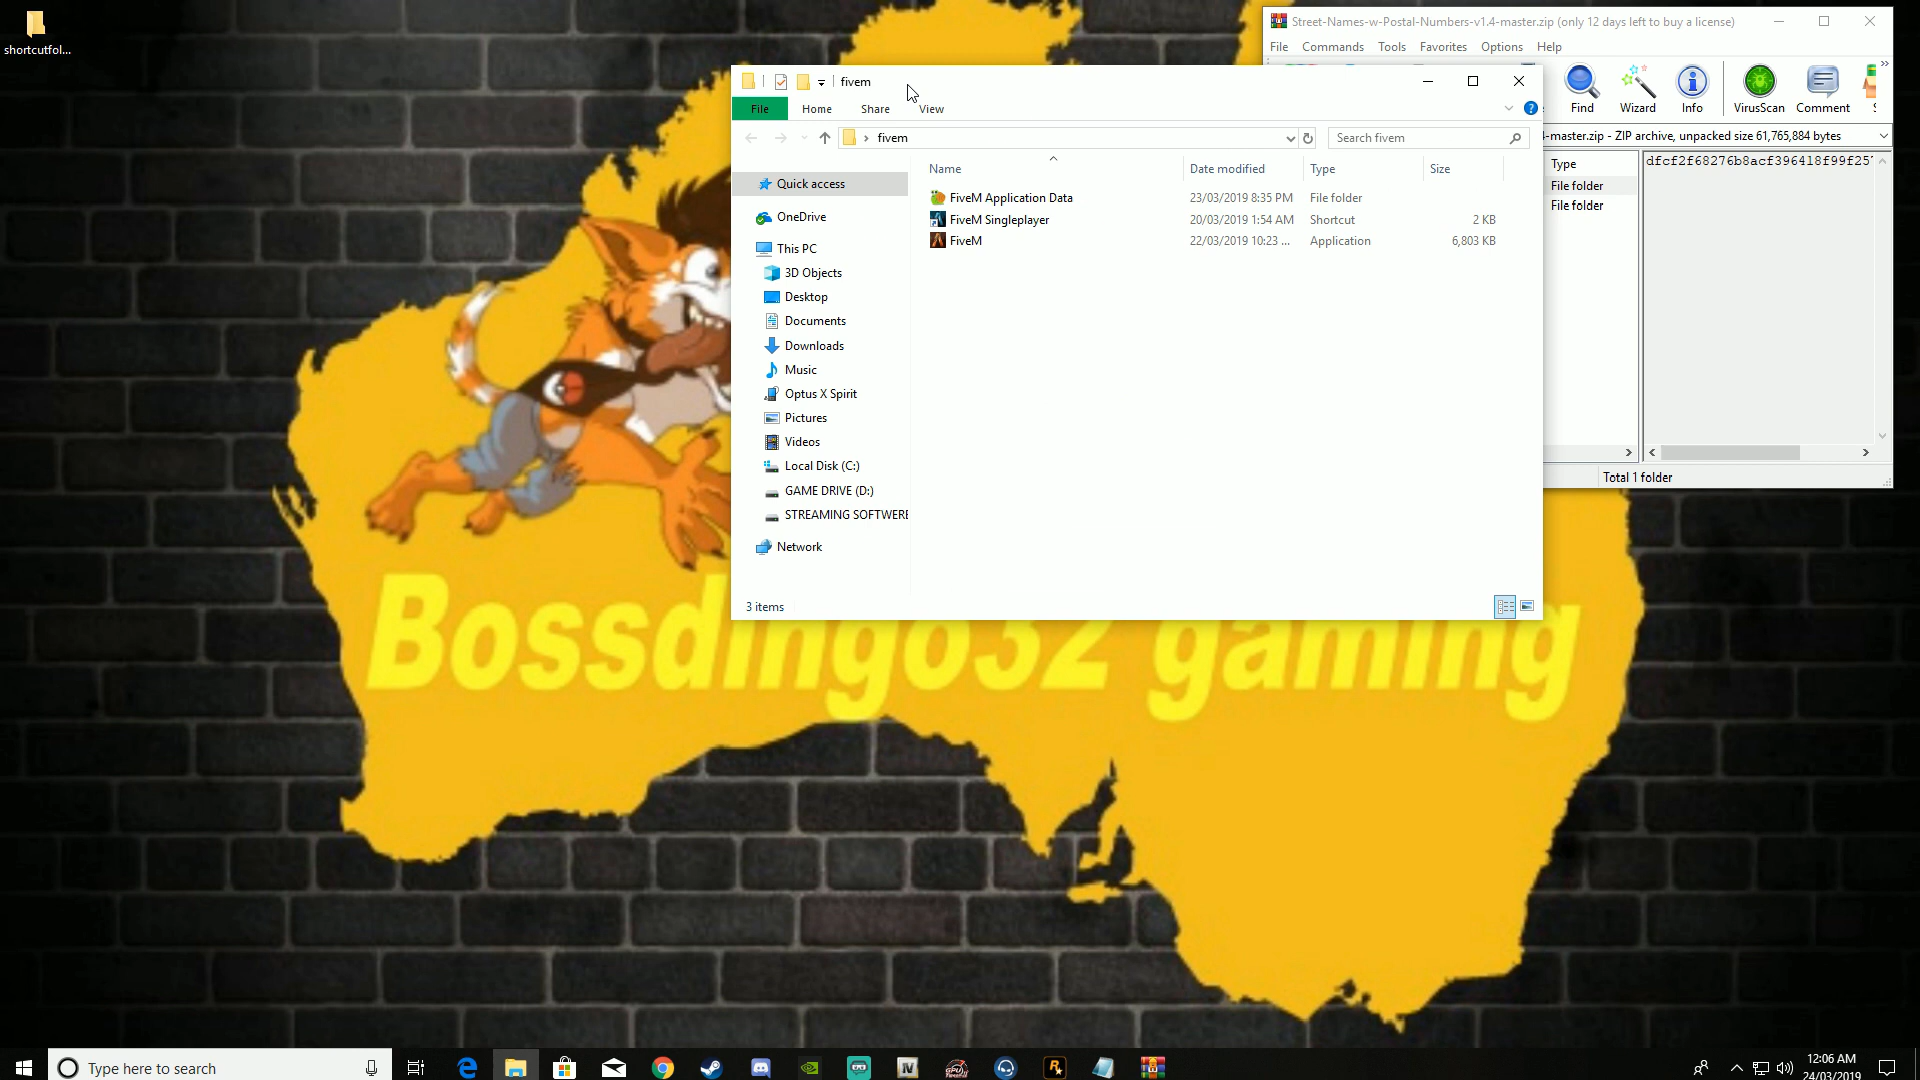 shortcutfol...
Street-Names-w-Postal-Numbers-v1.4-master.zip (only 12 days left to buy a license)
File Commands Tools Favorites Options Help
Find Wizard Info VirusScan Comment
-master.zip - ZIP archive, unpacked size 61,765,884 bytes
Type
File folder
File folder
dfcf2f68276b8acf396418f99f25
Total 1 folder
fivem
File Home Share View
fivem
Search fivem
Name Date modified Type Size
FiveM Application Data 23/03/2019 8:35 PM File folder
FiveM Singleplayer 20/03/2019 1:54 AM Shortcut 2 KB
FiveM 22/03/2019 10:23 ... Application 6,803 KB
Quick access
OneDrive
This PC
3D Objects
Desktop
Documents
Downloads
Music
Optus X Spirit
Pictures
Videos
Local Disk (C:)
GAME DRIVE (D:)
STREAMING SOFTWERE
Network
3 items
Bossdingo52 gaming
Type here to search
12:06 AM
24/03/2019